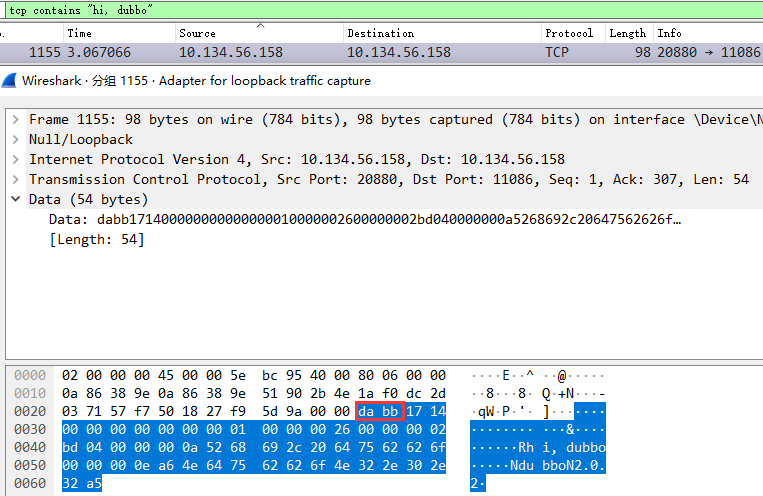 tcp contains "hi, dubbo"
o. Time Source Destination Protocol Length Info
1155 3.067066 10.134.56.158 10.134.56.158 TCP 98 20880 → 11086
Wireshark · 分组 1155 · Adapter for loopback traffic capture
Frame 1155: 98 bytes on wire (784 bits), 98 bytes captured (784 bits) on interface \Device\N
Null/Loopback
Internet Protocol Version 4, Src: 10.134.56.158, Dst: 10.134.56.158
Transmission Control Protocol, Src Port: 20880, Dst Port: 11086, Seq: 1, Ack: 307, Len: 54
Data (54 bytes)
Data: dabb171400000000000000010000002600000002bd040000000a5268692c20647562626f…
[Length: 54]
0000 02 00 00 00 45 00 00 5e bc 95 40 00 80 06 00 00 ····E··^ ··@·····
0010 0a 86 38 9e 0a 86 38 9e 51 90 2b 4e 1a f0 dc 2d ··8···8· Q·+N···-
0020 03 71 57 f7 50 18 27 f9 5d 9a 00 00 da bb 17 14 ·qW·P·'· ]·······
0030 00 00 00 00 00 00 00 01 00 00 00 26 00 00 00 02 ········ ···&····
0040 bd 04 00 00 00 0a 52 68 69 2c 20 64 75 62 62 6f ······Rh i, dubbo
0050 00 00 00 0e a6 4e 64 75 62 62 6f 4e 32 2e 30 2e ·····Ndu bboN2.0.
0060 32 a5 2·